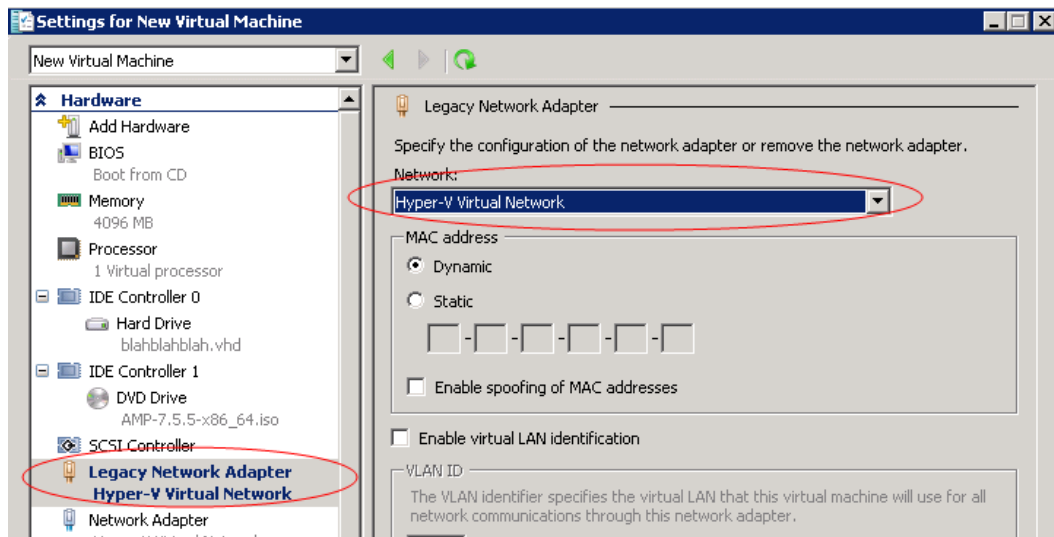 Settings for New Virtual Machine
New Virtual Machine
Hardware
Add Hardware
BIOS
Boot from CD
Memory
4096 MB
Processor
1 Virtual processor
IDE Controller 0
Hard Drive
blahblahblah.vhd
IDE Controller 1
DVD Drive
AMP-7.5.5-x86_64.iso
SCSI Controller
Legacy Network Adapter
Hyper-V Virtual Network
Network Adapter
Legacy Network Adapter
Specify the configuration of the network adapter or remove the network adapter.
Network:
Hyper-V Virtual Network
MAC address
Dynamic
Static
- - - - -
Enable spoofing of MAC addresses
Enable virtual LAN identification
VLAN ID
The VLAN identifier specifies the virtual LAN that this virtual machine will use for all
network communications through this network adapter.